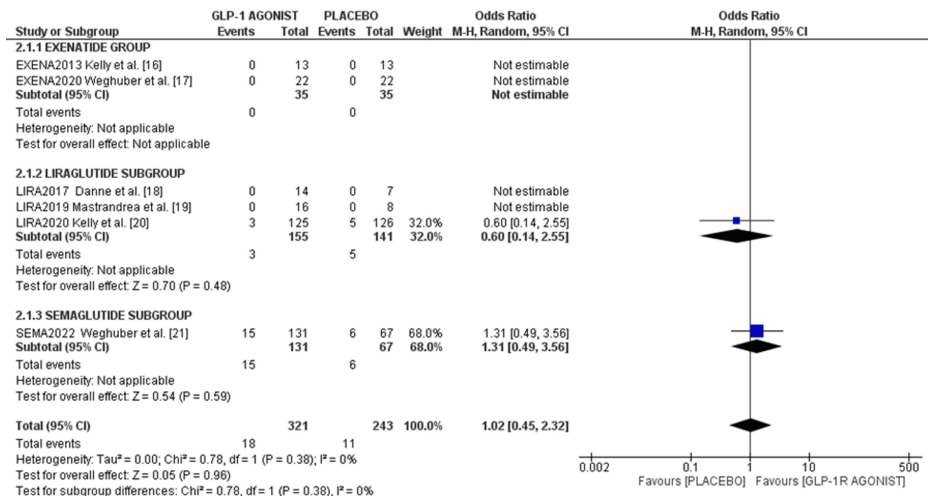 GLP-1 AGONIST PLACEBO Odds Ratio Odds Ratio
Study or Subgroup Events Total Events Total Weight M-H, Random, 95% CI M-H, Random, 95% CI
2.1.1 EXENATIDE GROUP
EXENA2013 Kelly et al. [16] 0 13 0 13 Not estimable
EXENA2020 Weghuber et al. [17] 0 22 0 22 Not estimable
Subtotal (95% CI) 35 35 Not estimable
Total events 0 0
Heterogeneity: Not applicable
Test for overall effect: Not applicable
2.1.2 LIRAGLUTIDE SUBGROUP
LIRA2017 Danne et al. [18] 0 14 0 7 Not estimable
LIRA2019 Mastrandrea et al. [19] 0 16 0 8 Not estimable
LIRA2020 Kelly et al. [20] 3 125 5 126 32.0% 0.60 [0.14, 2.55]
Subtotal (95% CI) 155 141 32.0% 0.60 [0.14, 2.55]
Total events 3 5
Heterogeneity: Not applicable
Test for overall effect: Z = 0.70 (P = 0.48)
2.1.3 SEMAGLUTIDE SUBGROUP
SEMA2022 Weghuber et al. [21] 15 131 6 67 68.0% 1.31 [0.49, 3.56]
Subtotal (95% CI) 131 67 68.0% 1.31 [0.49, 3.56]
Total events 15 6
Heterogeneity: Not applicable
Test for overall effect: Z = 0.54 (P = 0.59)
Total (95% CI) 321 243 100.0% 1.02 [0.45, 2.32]
Total events 18 11
Heterogeneity: Tau² = 0.00; Chi² = 0.78, df = 1 (P = 0.38); I² = 0%
Test for overall effect: Z = 0.05 (P = 0.96)
Test for subgroup differences: Chi² = 0.78, df = 1 (P = 0.38), I² = 0%
0.002 0.1 1 10 500
Favours [PLACEBO] Favours [GLP-1R AGONIST]